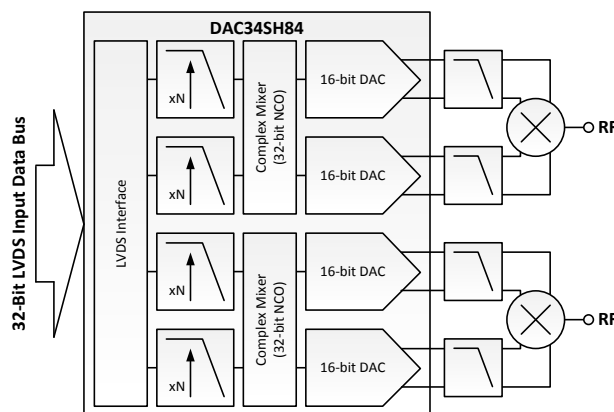 DAC34SH84
32-Bit LVDS Input Data Bus
LVDS Interface
xN
xN
xN
xN
Complex Mixer
(32-bit NCO)
Complex Mixer
(32-bit NCO)
16-bit DAC
16-bit DAC
16-bit DAC
16-bit DAC
RF
RF